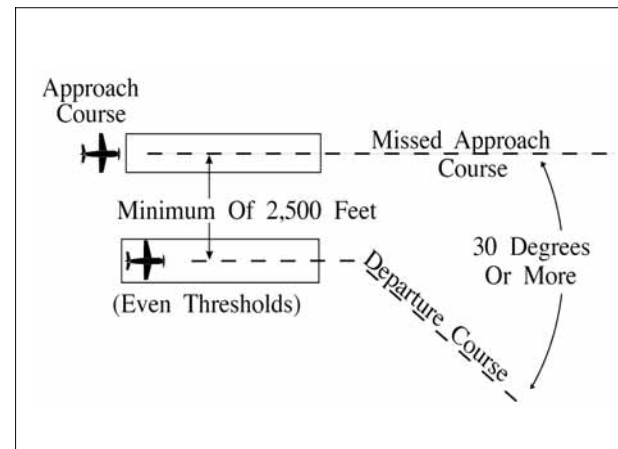 Approach
Course
Missed Approach
Course
Minimum Of 2,500 Feet
30 Degrees
Or More
(Even Thresholds)
Departure Course